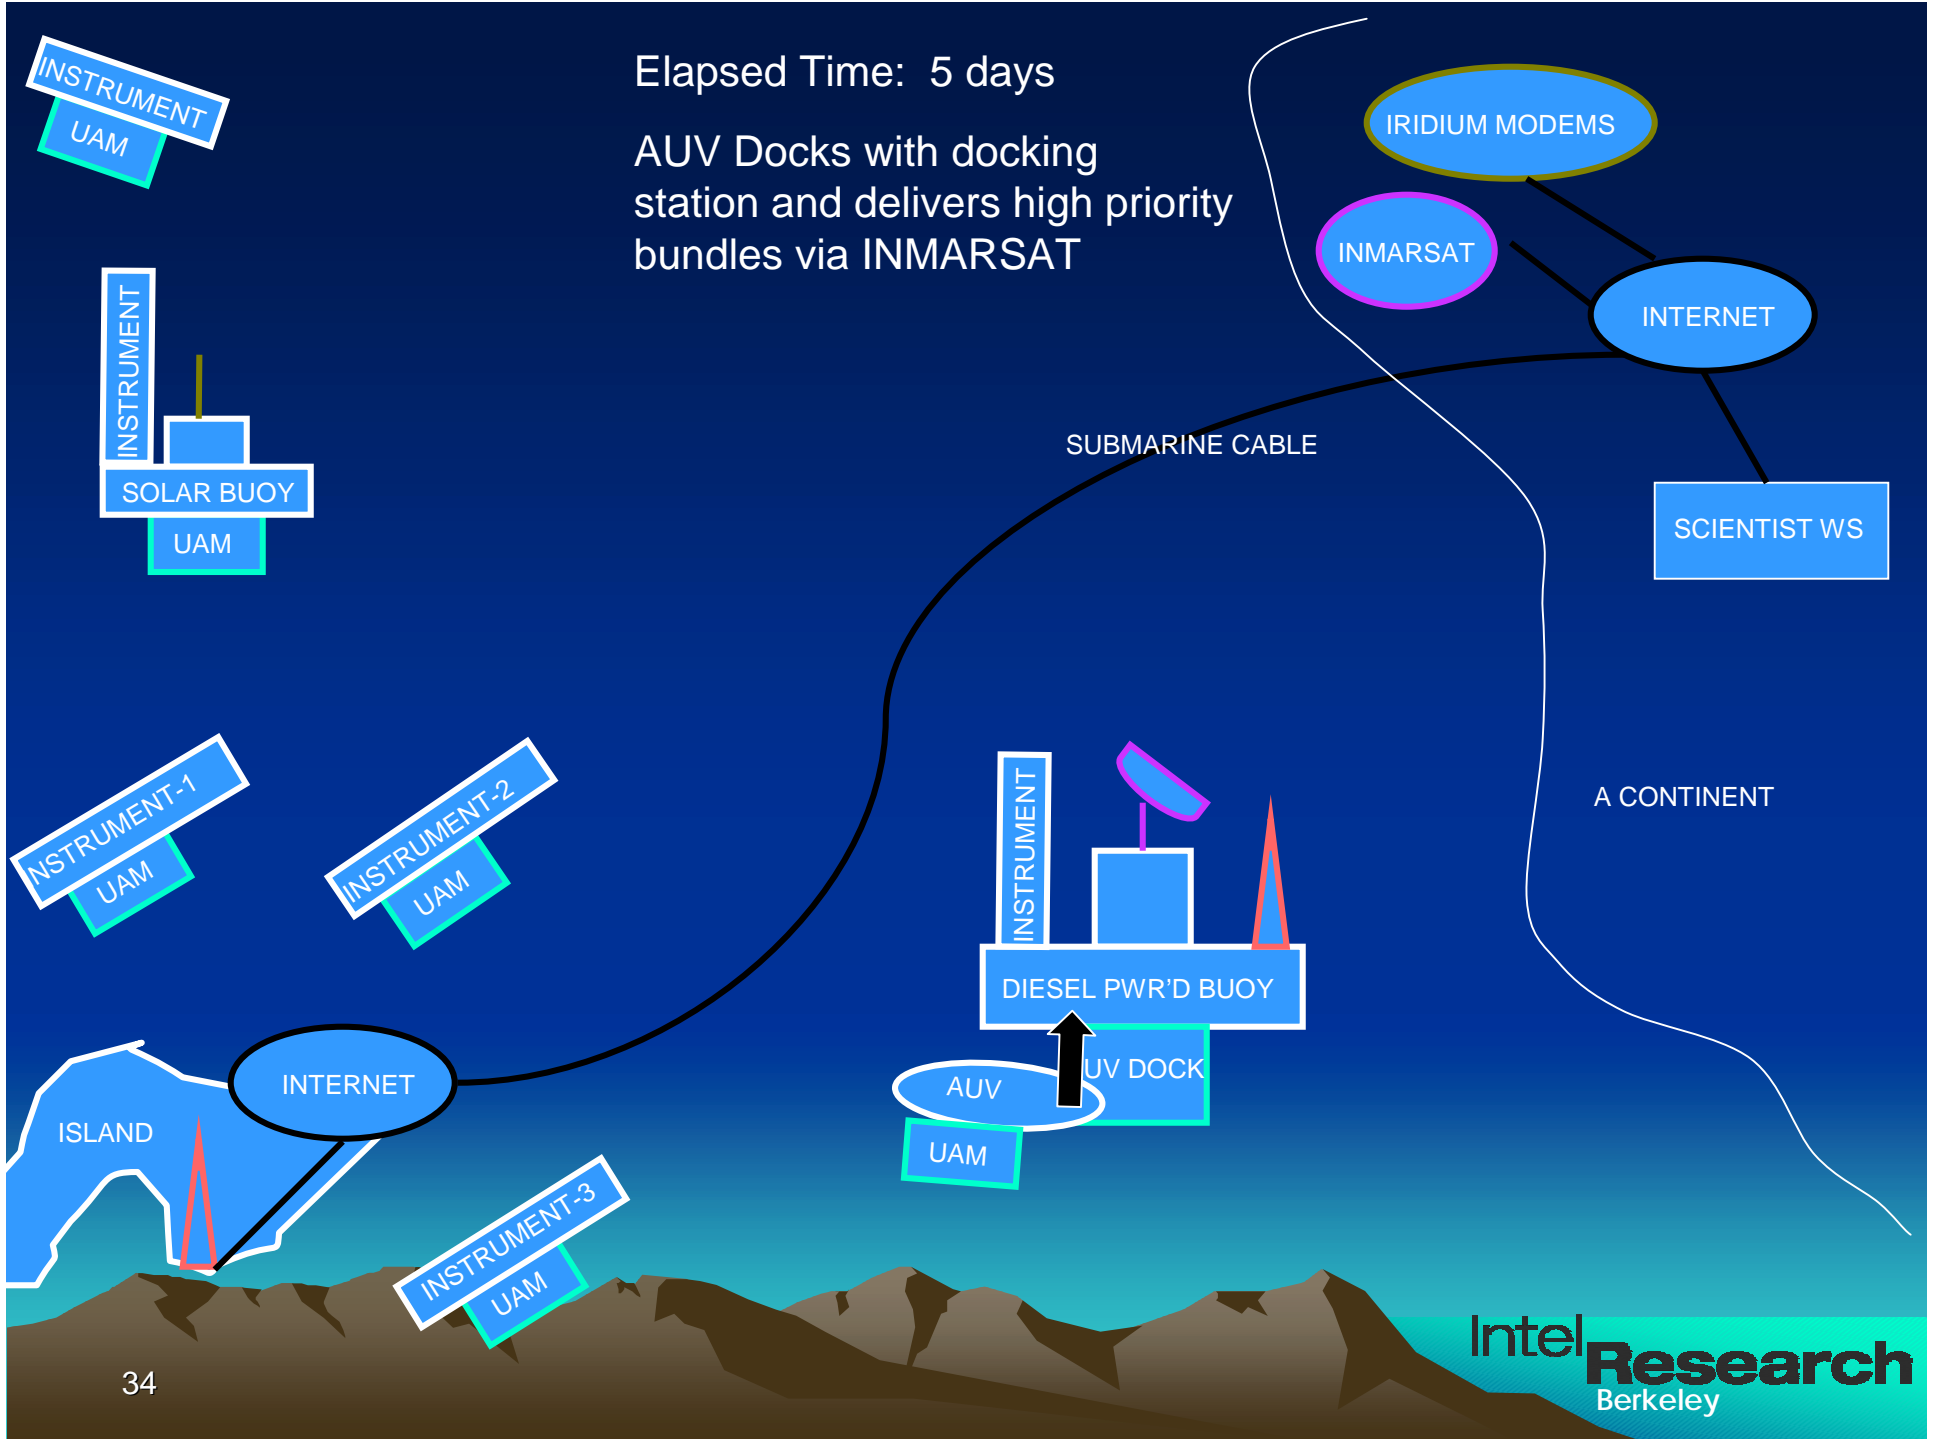 Elapsed Time: 5 days
AUV Docks with docking
station and delivers high priority
bundles via INMARSAT
INSTRUMENT
UAM
IRIDIUM MODEMS
INMARSAT
INTERNET
INSTRUMENT
SOLAR BUOY
UAM
SUBMARINE CABLE
SCIENTIST WS
NSTRUMENT-1
UAM
INSTRUMENT-2
UAM
INSTRUMENT
A CONTINENT
DIESEL PWR'D BUOY
UV DOCK
AUV
UAM
INTERNET
ISLAND
INSTRUMENT-3
UAM
34
Intel
Research
Berkeley